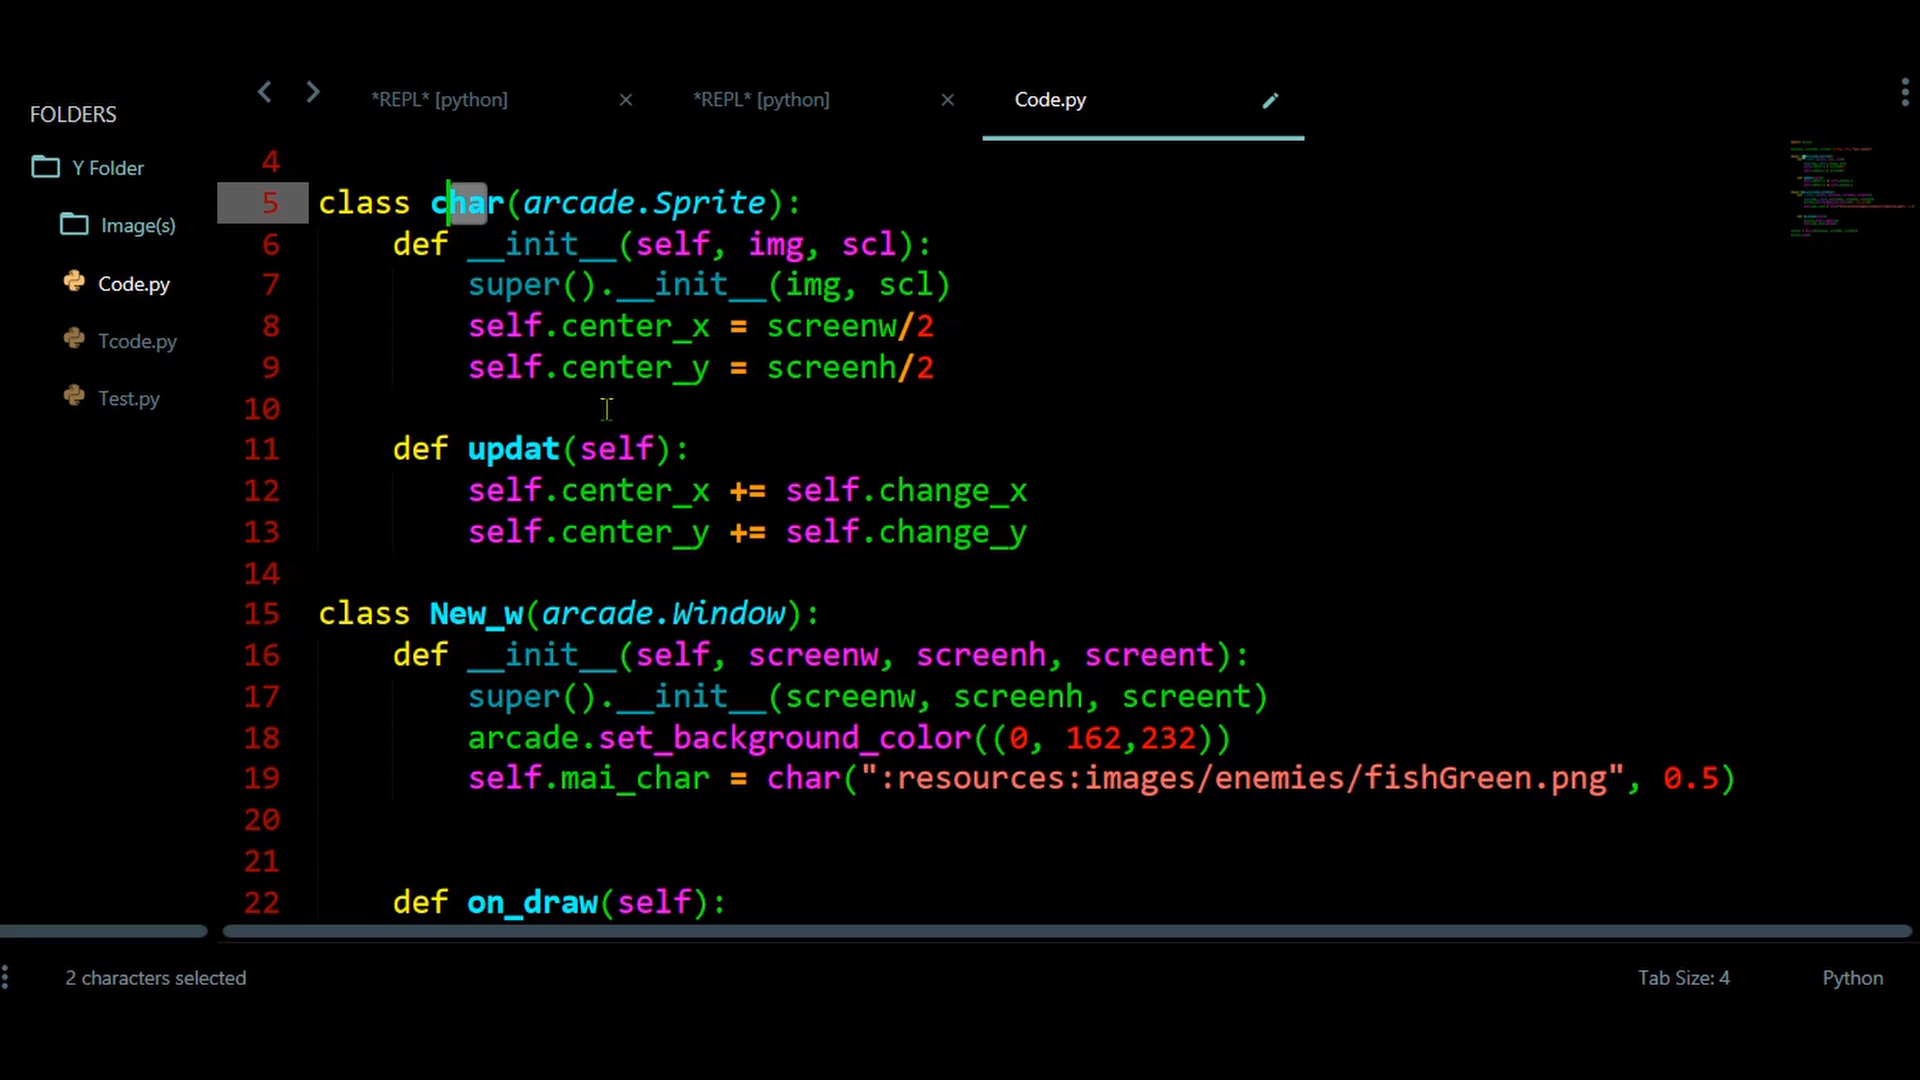 *REPL* [python]
*REPL* [python]
Code.py
FOLDERS
Y Folder
Image(s)
Code.py
Tcode.py
Test.py
4
5 class char(arcade.Sprite):
6 def __init__(self, img, scl):
7 super().__init__(img, scl)
8 self.center_x = screenw/2
9 self.center_y = screenh/2
10
11 def updat(self):
12 self.center_x += self.change_x
13 self.center_y += self.change_y
14
15 class New_w(arcade.Window):
16 def __init__(self, screenw, screenh, screent):
17 super().__init__(screenw, screenh, screent)
18 arcade.set_background_color((0, 162,232))
19 self.mai_char = char(":resources:images/enemies/fishGreen.png", 0.5)
20
21
22 def on_draw(self):
2 characters selected
Tab Size: 4
Python